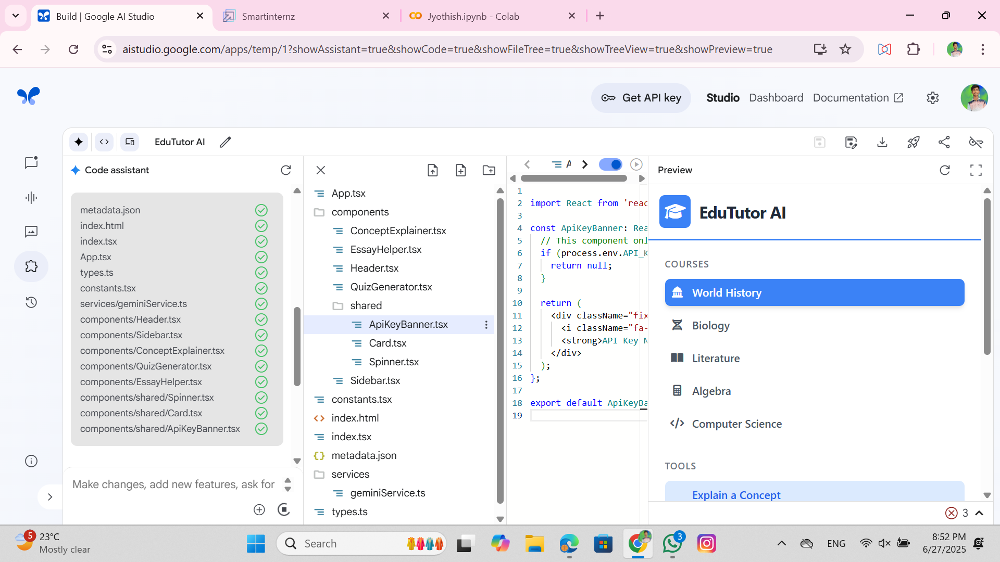 Build | Google AI Studio
Smartinternz
Jyothish.ipynb - Colab
aistudio.google.com/apps/temp/1?showAssistant=true&showCode=true&showFileTree=true&showTreeView=true&showPreview=true
Get API key
Studio
Dashboard
Documentation
EduTutor AI
Code assistant
metadata.json
index.html
index.tsx
App.tsx
types.ts
constants.tsx
services/geminiService.ts
components/Header.tsx
components/Sidebar.tsx
components/ConceptExplainer.tsx
components/QuizGenerator.tsx
components/EssayHelper.tsx
components/shared/Spinner.tsx
components/shared/Card.tsx
components/shared/ApiKeyBanner.tsx
Make changes, add new features, ask for
App.tsx
components
ConceptExplainer.tsx
EssayHelper.tsx
Header.tsx
QuizGenerator.tsx
shared
ApiKeyBanner.tsx
Card.tsx
Spinner.tsx
Sidebar.tsx
constants.tsx
index.html
index.tsx
metadata.json
services
geminiService.ts
types.ts
A
1
2 import React from 'reac
3
4 const ApiKeyBanner: Rea
5 // This component onl
6 if (process.env.API_K
7 return null;
8 }
9
10 return (
11 <div className="fix
12 <i className="fa-
13 <strong>API Key N
14 </div>
15 );
16 };
17
18 export default ApiKeyBa
19
Preview
EduTutor AI
COURSES
World History
Biology
Literature
Algebra
Computer Science
TOOLS
Explain a Concept
3
5
23°C
Mostly clear
Search
3
ENG
8:52 PM
6/27/2025